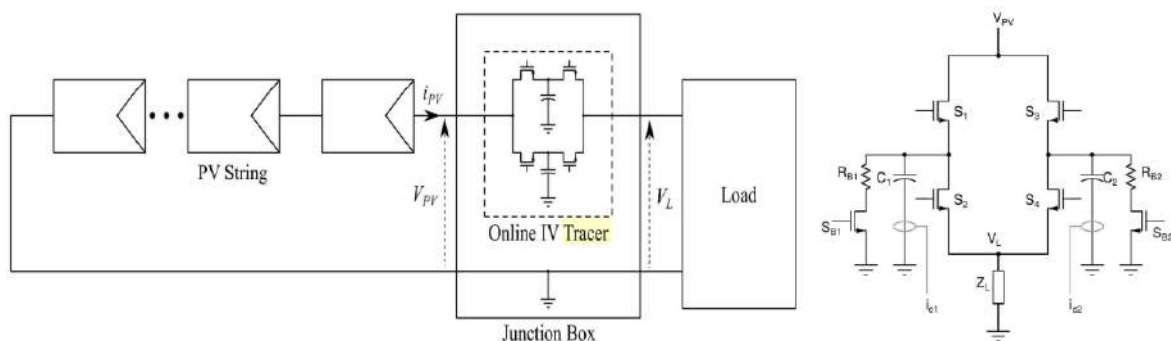 PV String
i_PV
V_PV
Online IV Tracer
V_L
Load
Junction Box
V_PV
S_1
S_3
R_B1
C_1
C_2
R_B2
S_2
S_4
S_B1
V_L
S_B2
Z_L
i_c1
i_c2